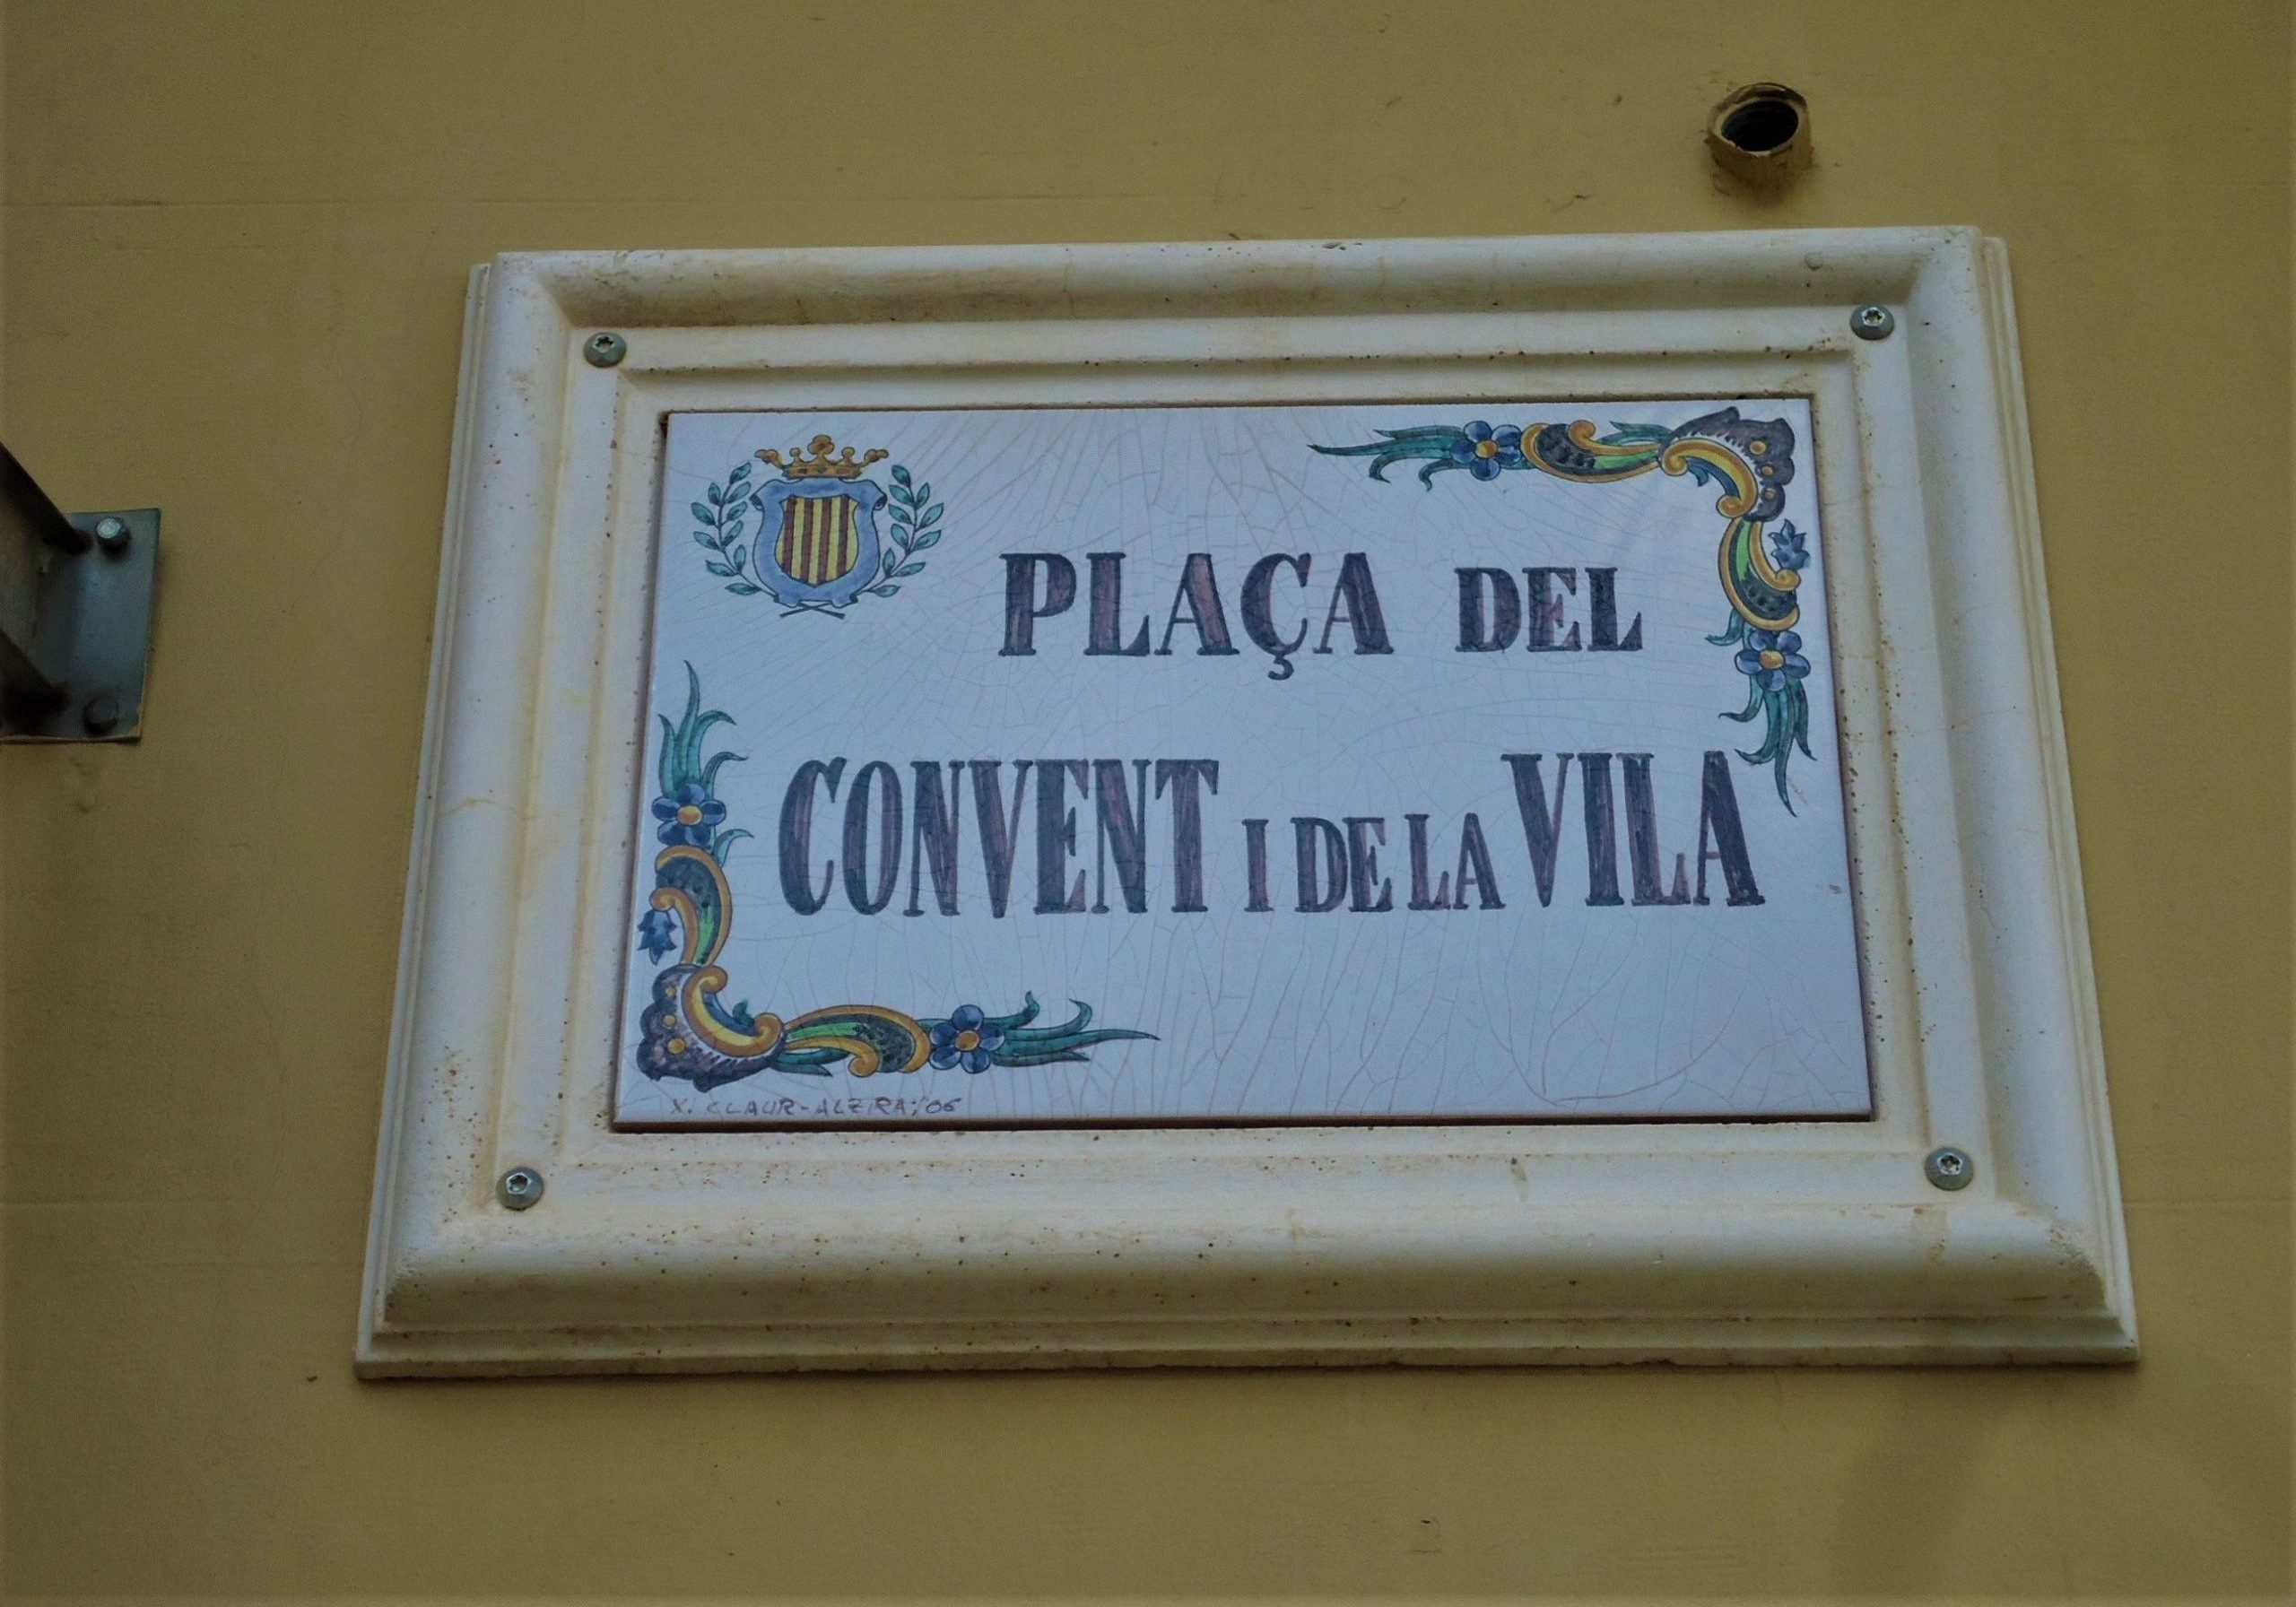 PLAÇA DEL
CONVENT I DE LA VILA
X. CLAUR-ALZIRA-'06